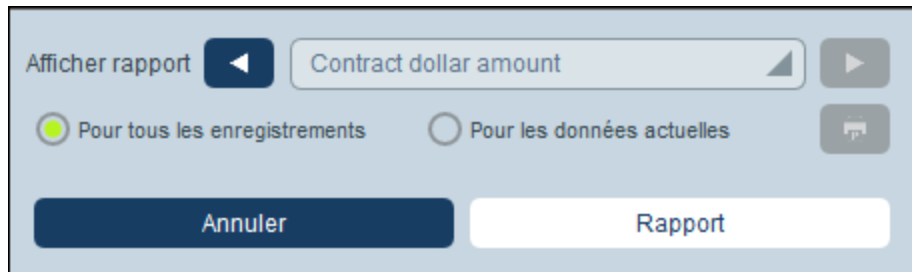 Afficher rapport Contract dollar amount
Pour tous les enregistrements Pour les données actuelles
Annuler Rapport